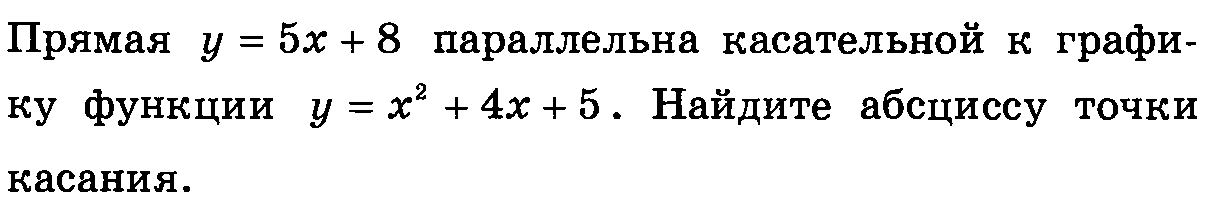 Прямая y = 5x + 8 параллельна касательной к графи-
ку функции y = x² + 4x + 5 . Найдите абсциссу точки
касания.